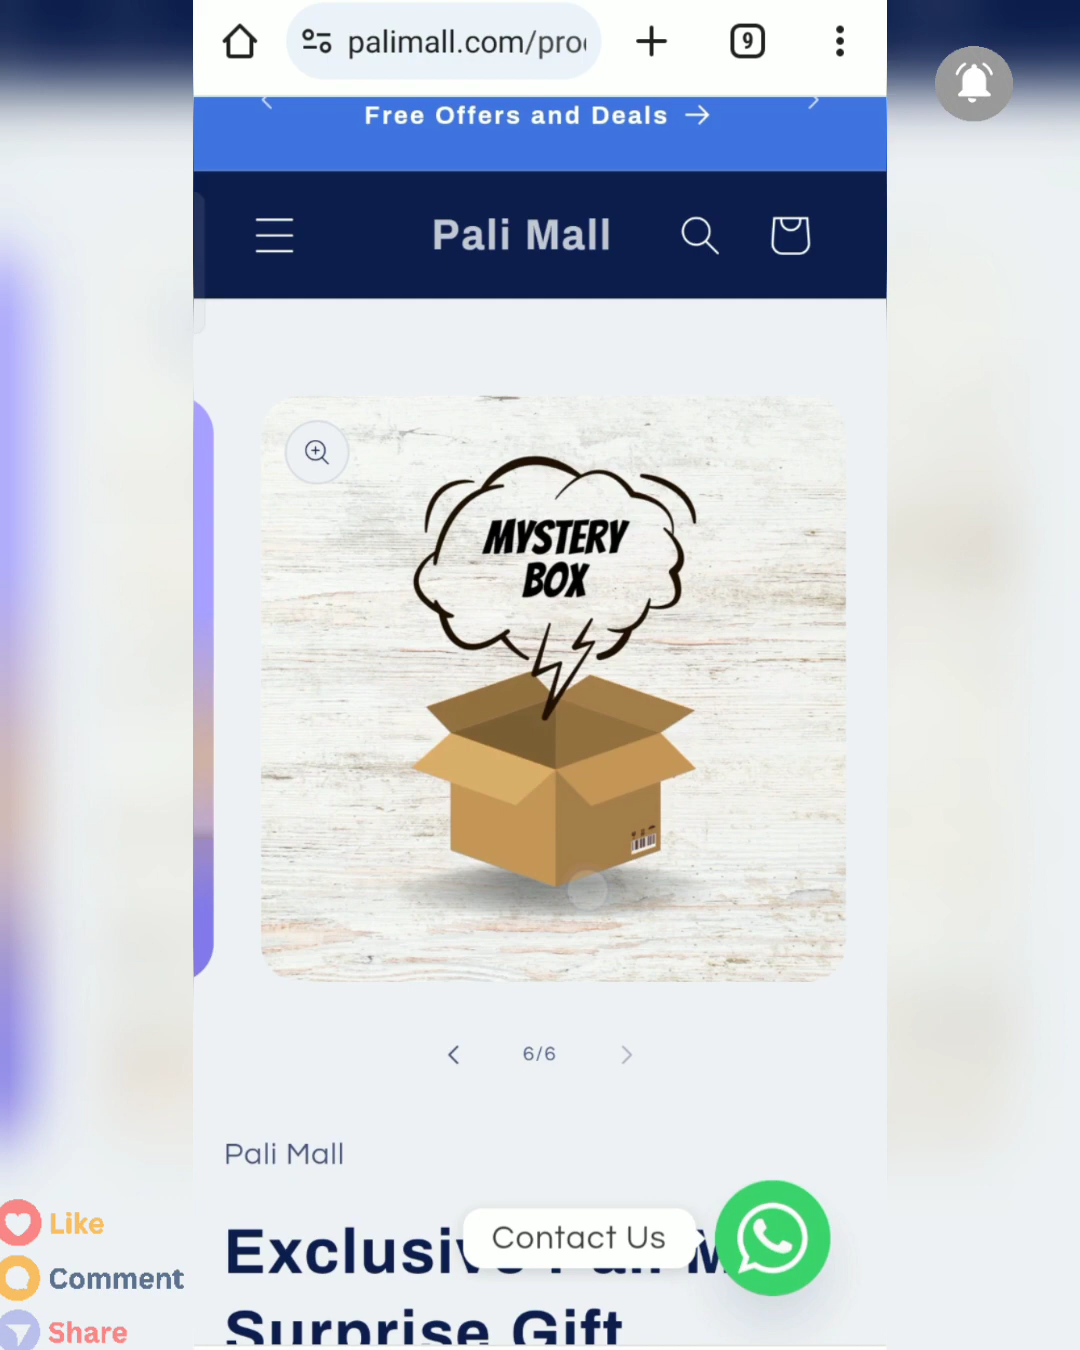 palimall.com/pro
9
Free Offers and Deals
Pali Mall
MYSTERY
BOX
6/6
Pali Mall
Contact Us
Surprise Gift
Like
Comment
Share